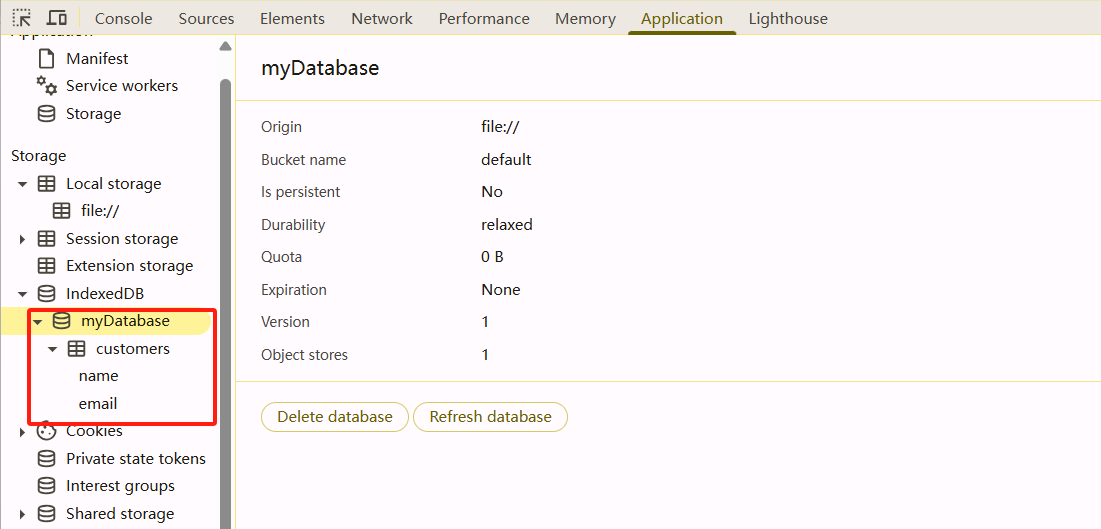 Console Sources Elements Network Performance Memory Application Lighthouse
Application
Manifest
Service workers
Storage
Storage
Local storage
file://
Session storage
Extension storage
IndexedDB
myDatabase
customers
name
email
Cookies
Private state tokens
Interest groups
Shared storage
myDatabase
Origin file://
Bucket name default
Is persistent No
Durability relaxed
Quota 0 B
Expiration None
Version 1
Object stores 1
Delete database Refresh database